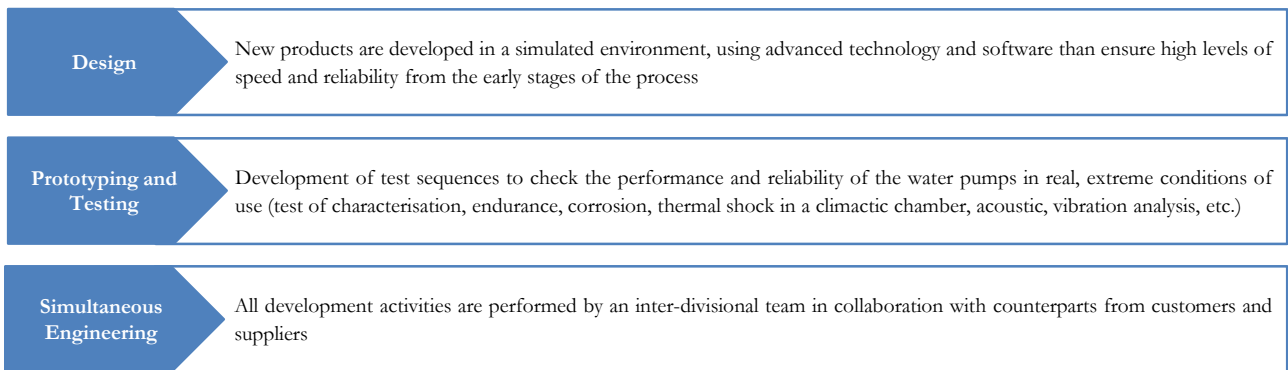 Design
New products are developed in a simulated environment, using advanced technology and software than ensure high levels of
speed and reliability from the early stages of the process
Prototyping and
Testing
Development of test sequences to check the performance and reliability of the water pumps in real, extreme conditions of
use (test of characterisation, endurance, corrosion, thermal shock in a climactic chamber, acoustic, vibration analysis, etc.)
Simultaneous
Engineering
All development activities are performed by an inter-divisional team in collaboration with counterparts from customers and
suppliers